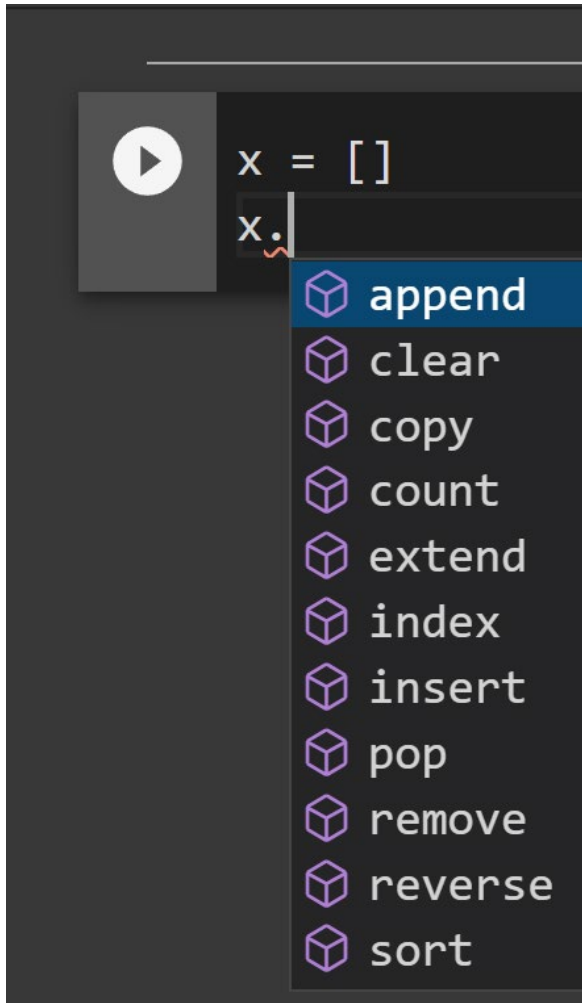 x = []
x.
append
clear
copy
count
extend
index
insert
pop
remove
reverse
sort